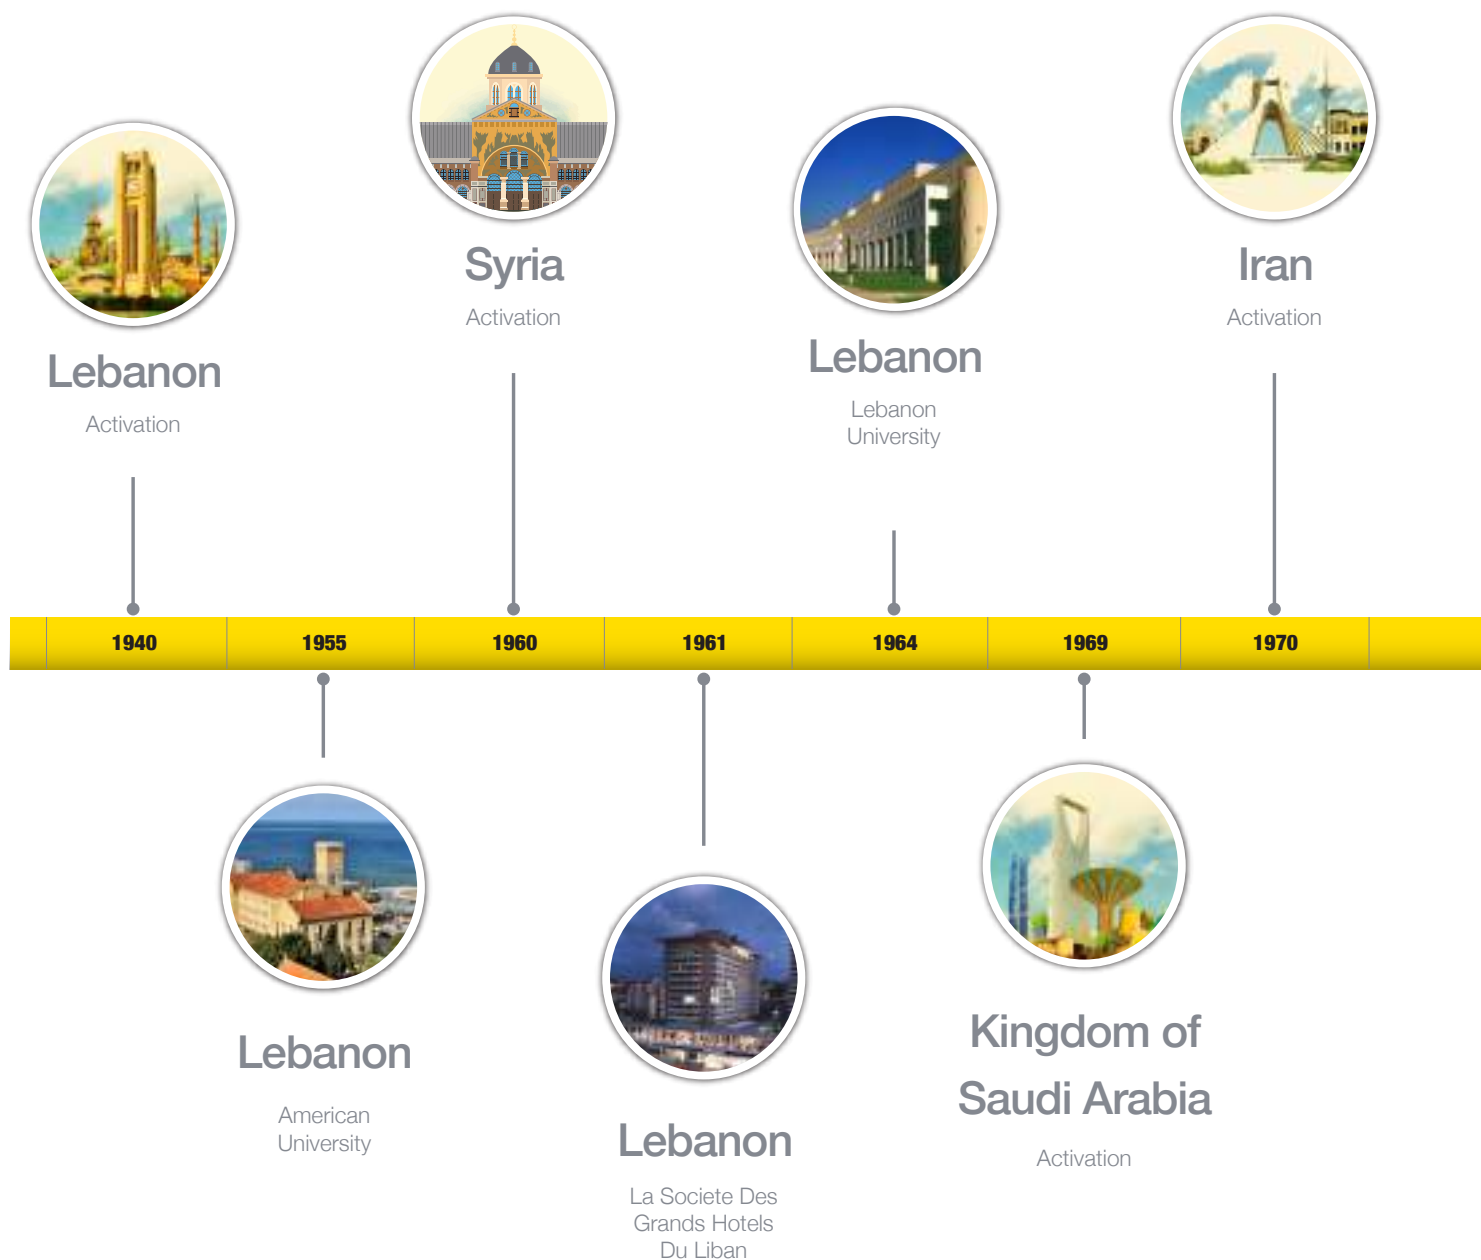 Syria
Activation
Iran
Activation
Lebanon
Activation
Lebanon
Lebanon
University
1940
1955
1960
1961
1964
1969
1970
Lebanon
American
University
Lebanon
La Societe Des
Grands Hotels
Du Liban
Kingdom of
Saudi Arabia
Activation